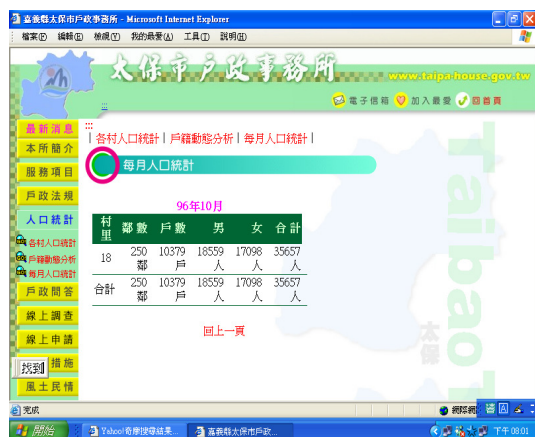 嘉義縣太保市戶政事務所 - Microsoft Internet Explorer
檔案(F) 編輯(E) 檢視(V) 我的最愛(A) 工具(T) 說明(H)
太保市戶政事務所
www.taipa-house.gov.tw
電子信箱 加入最愛 回首頁
最新消息
本所簡介
服務項目
戶政法規
人口統計
各村人口統計
戶籍動態分析
每月人口統計
戶政問答
線上調查
線上申請
措施
風土民情
找到
:::
:::
| 各村人口統計 | 戶籍動態分析 | 每月人口統計 |
每月人口統計
96年10月
村里 鄰數 戶數 男 女 合計
18 250鄰 10379戶 18559人 17098人 35657人
合計 250鄰 10379戶 18559人 17098人 35657人
回上一頁
Taibao
太保
完成
網際網
開始 Yahoo!奇摩搜尋結果... 嘉義縣太保市戶政... 下午 08:01